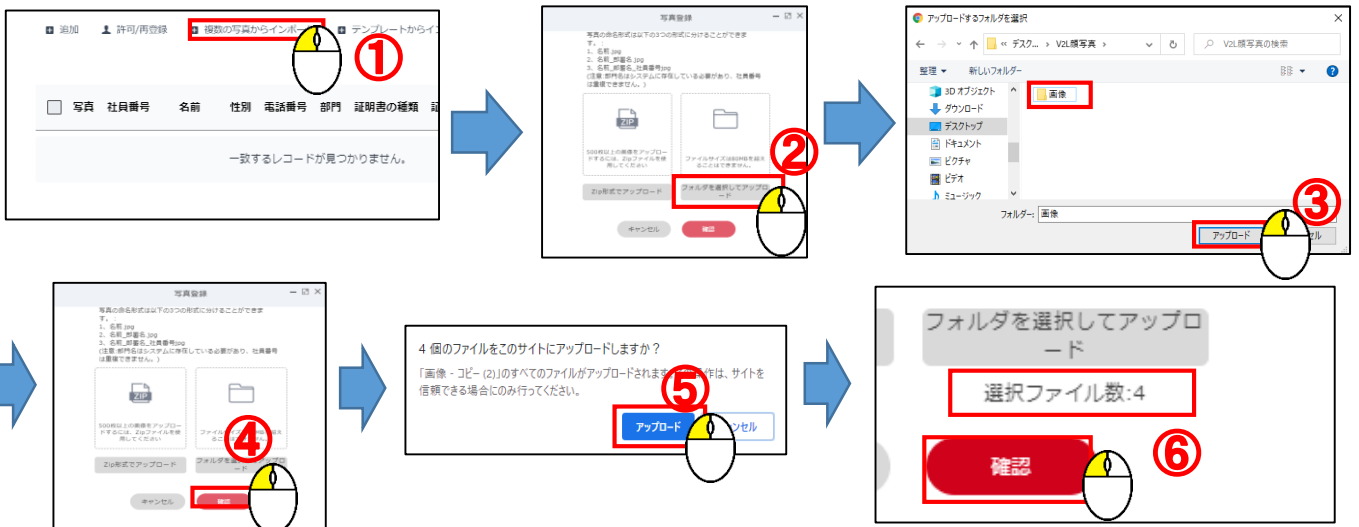 追加
許可/再登録
複数の写真からインポー
テンプレートからイ
①
写真 社員番号 名前 性別 電話番号 部門 証明書の種類
一致するレコードが見つかりません。
写真登録
写真の命名形式は以下の3つの形式に分けることができま
す。:
1、名前.jpg
2、名前_部署名.jpg
3、名前_部署名_社員番号.jpg
(注意:部門名はシステムに存在している必要があり、社員番号
は重複できません。)
ZIP
500枚以上の画像をアップロー
ドするには、Zipファイルを使
用してください
ファイルサイズは80MBを超え
ることはできません。
②
Zip形式でアップロード
フォルダを選択してアップロ
ード
キャンセル
確認
アップロードするフォルダを選択
« デスク... › V2L顔写真 ›
V2L顔写真の検索
整理
新しいフォルダー
3D オブジェクト
ダウンロード
デスクトップ
ドキュメント
ピクチャ
ビデオ
ミュージック
画像
フォルダー: 画像
③
アップロード
セル
写真登録
写真の命名形式は以下の3つの形式に分けることができま
す。:
1、名前.jpg
2、名前_部署名.jpg
3、名前_部署名_社員番号jpg
(注意:部門名はシステムに存在している必要があり、社員番号
は重複できません。)
ZIP
500枚以上の画像をアップロー
ドするには、Zipファイルを使
用してください
④
Zip形式でアップロード
キャンセル
確認
4 個のファイルをこのサイトにアップロードしますか?
「画像 - コピー (2)」のすべてのファイルがアップロードされます
作は、サイトを
信頼できる場合にのみ行ってください。
⑤
アップロード
ンセル
フォルダを選択してアップロ
ード
選択ファイル数:4
確認
⑥